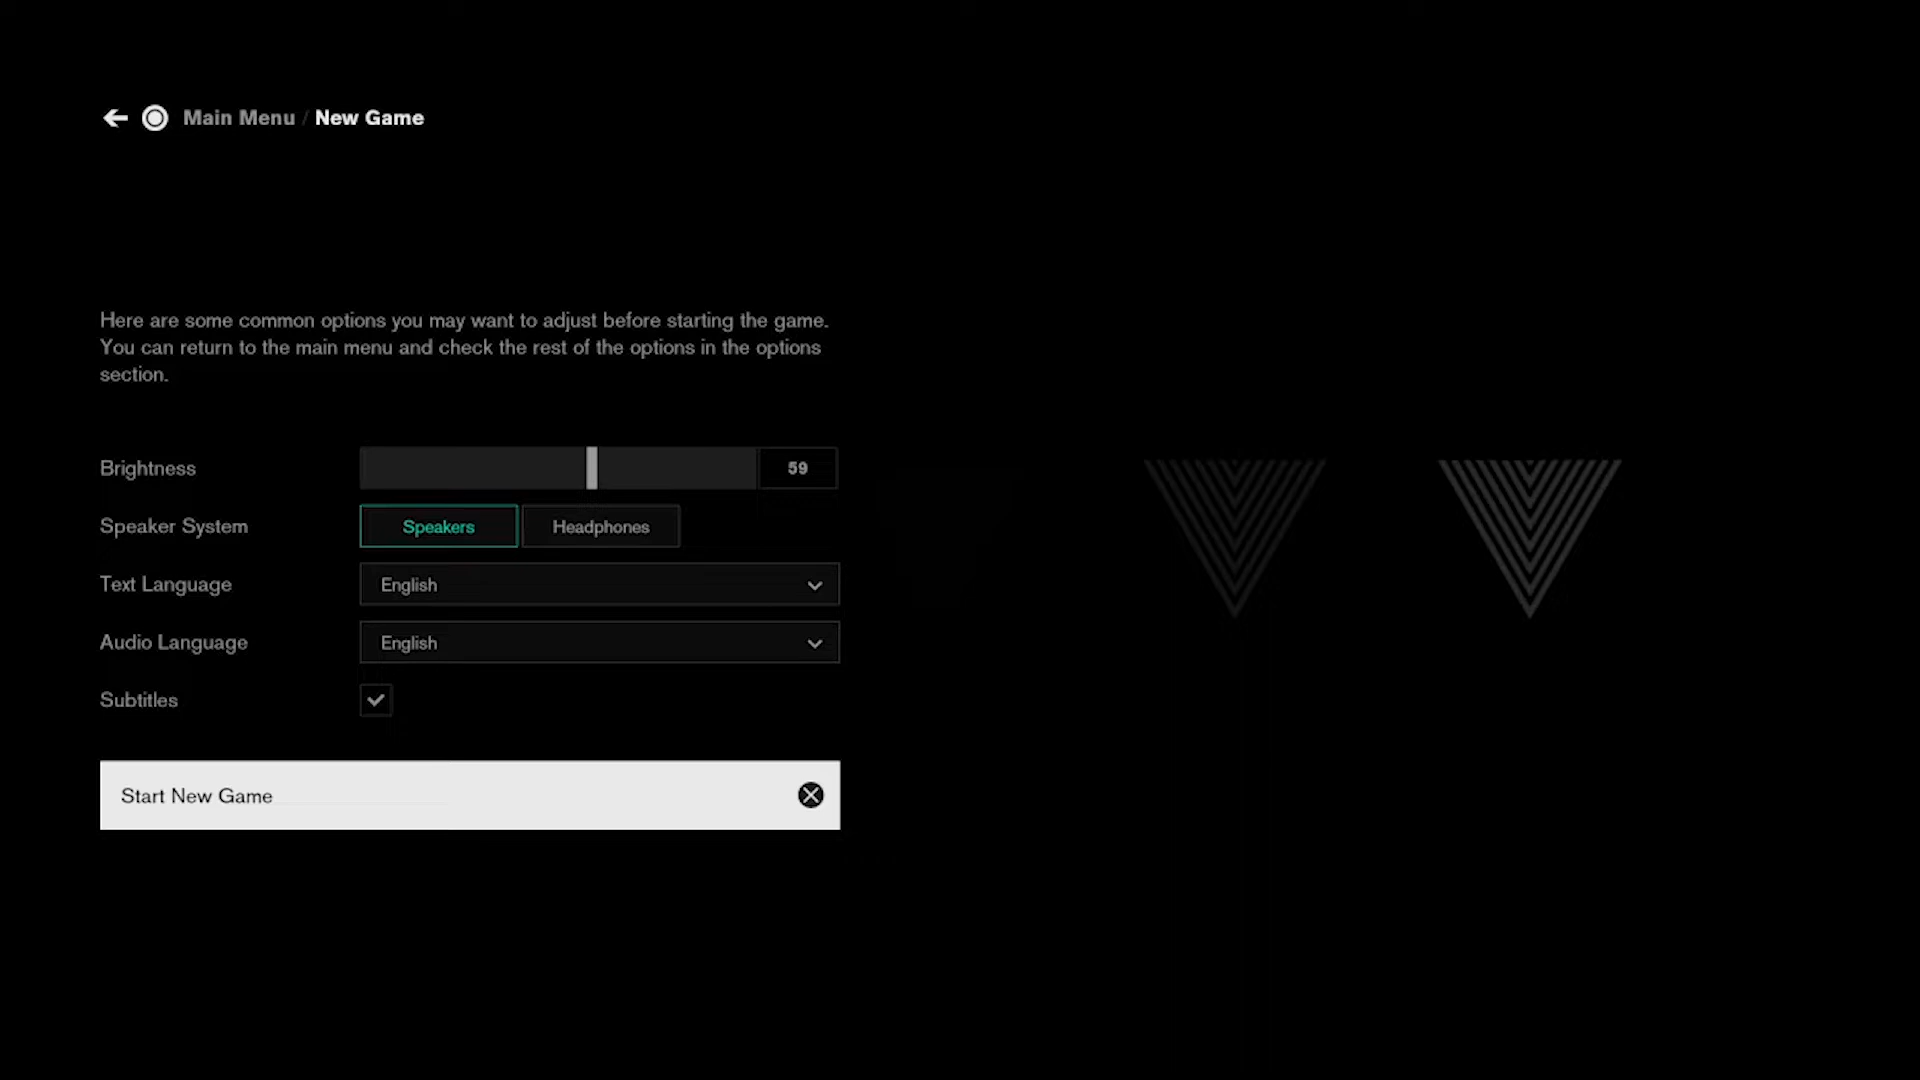 Main Menu / New Game
Here are some common options you may want to adjust before starting the game.
You can return to the main menu and check the rest of the options in the options
section.
Brightness 59
Speaker System Speakers Headphones
Text Language English
Audio Language English
Subtitles
Start New Game